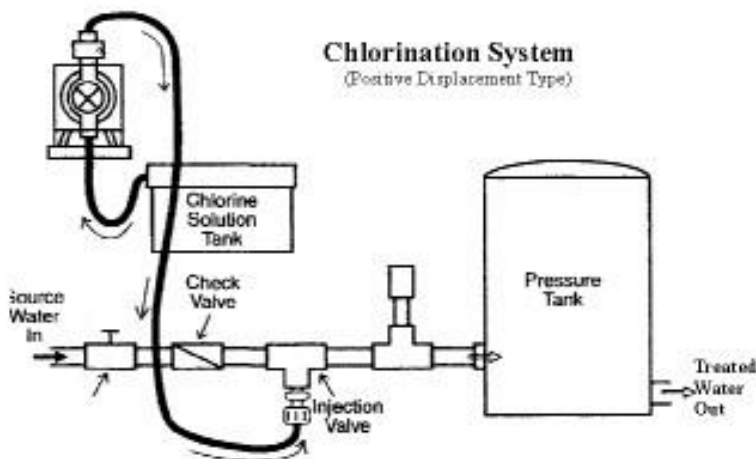 Chlorination System
(Positive Displacement Type)
Chlorine
Solution
Tank
Source
Water
In
Check
Valve
Injection
Valve
Pressure
Tank
Treated
Water
Out